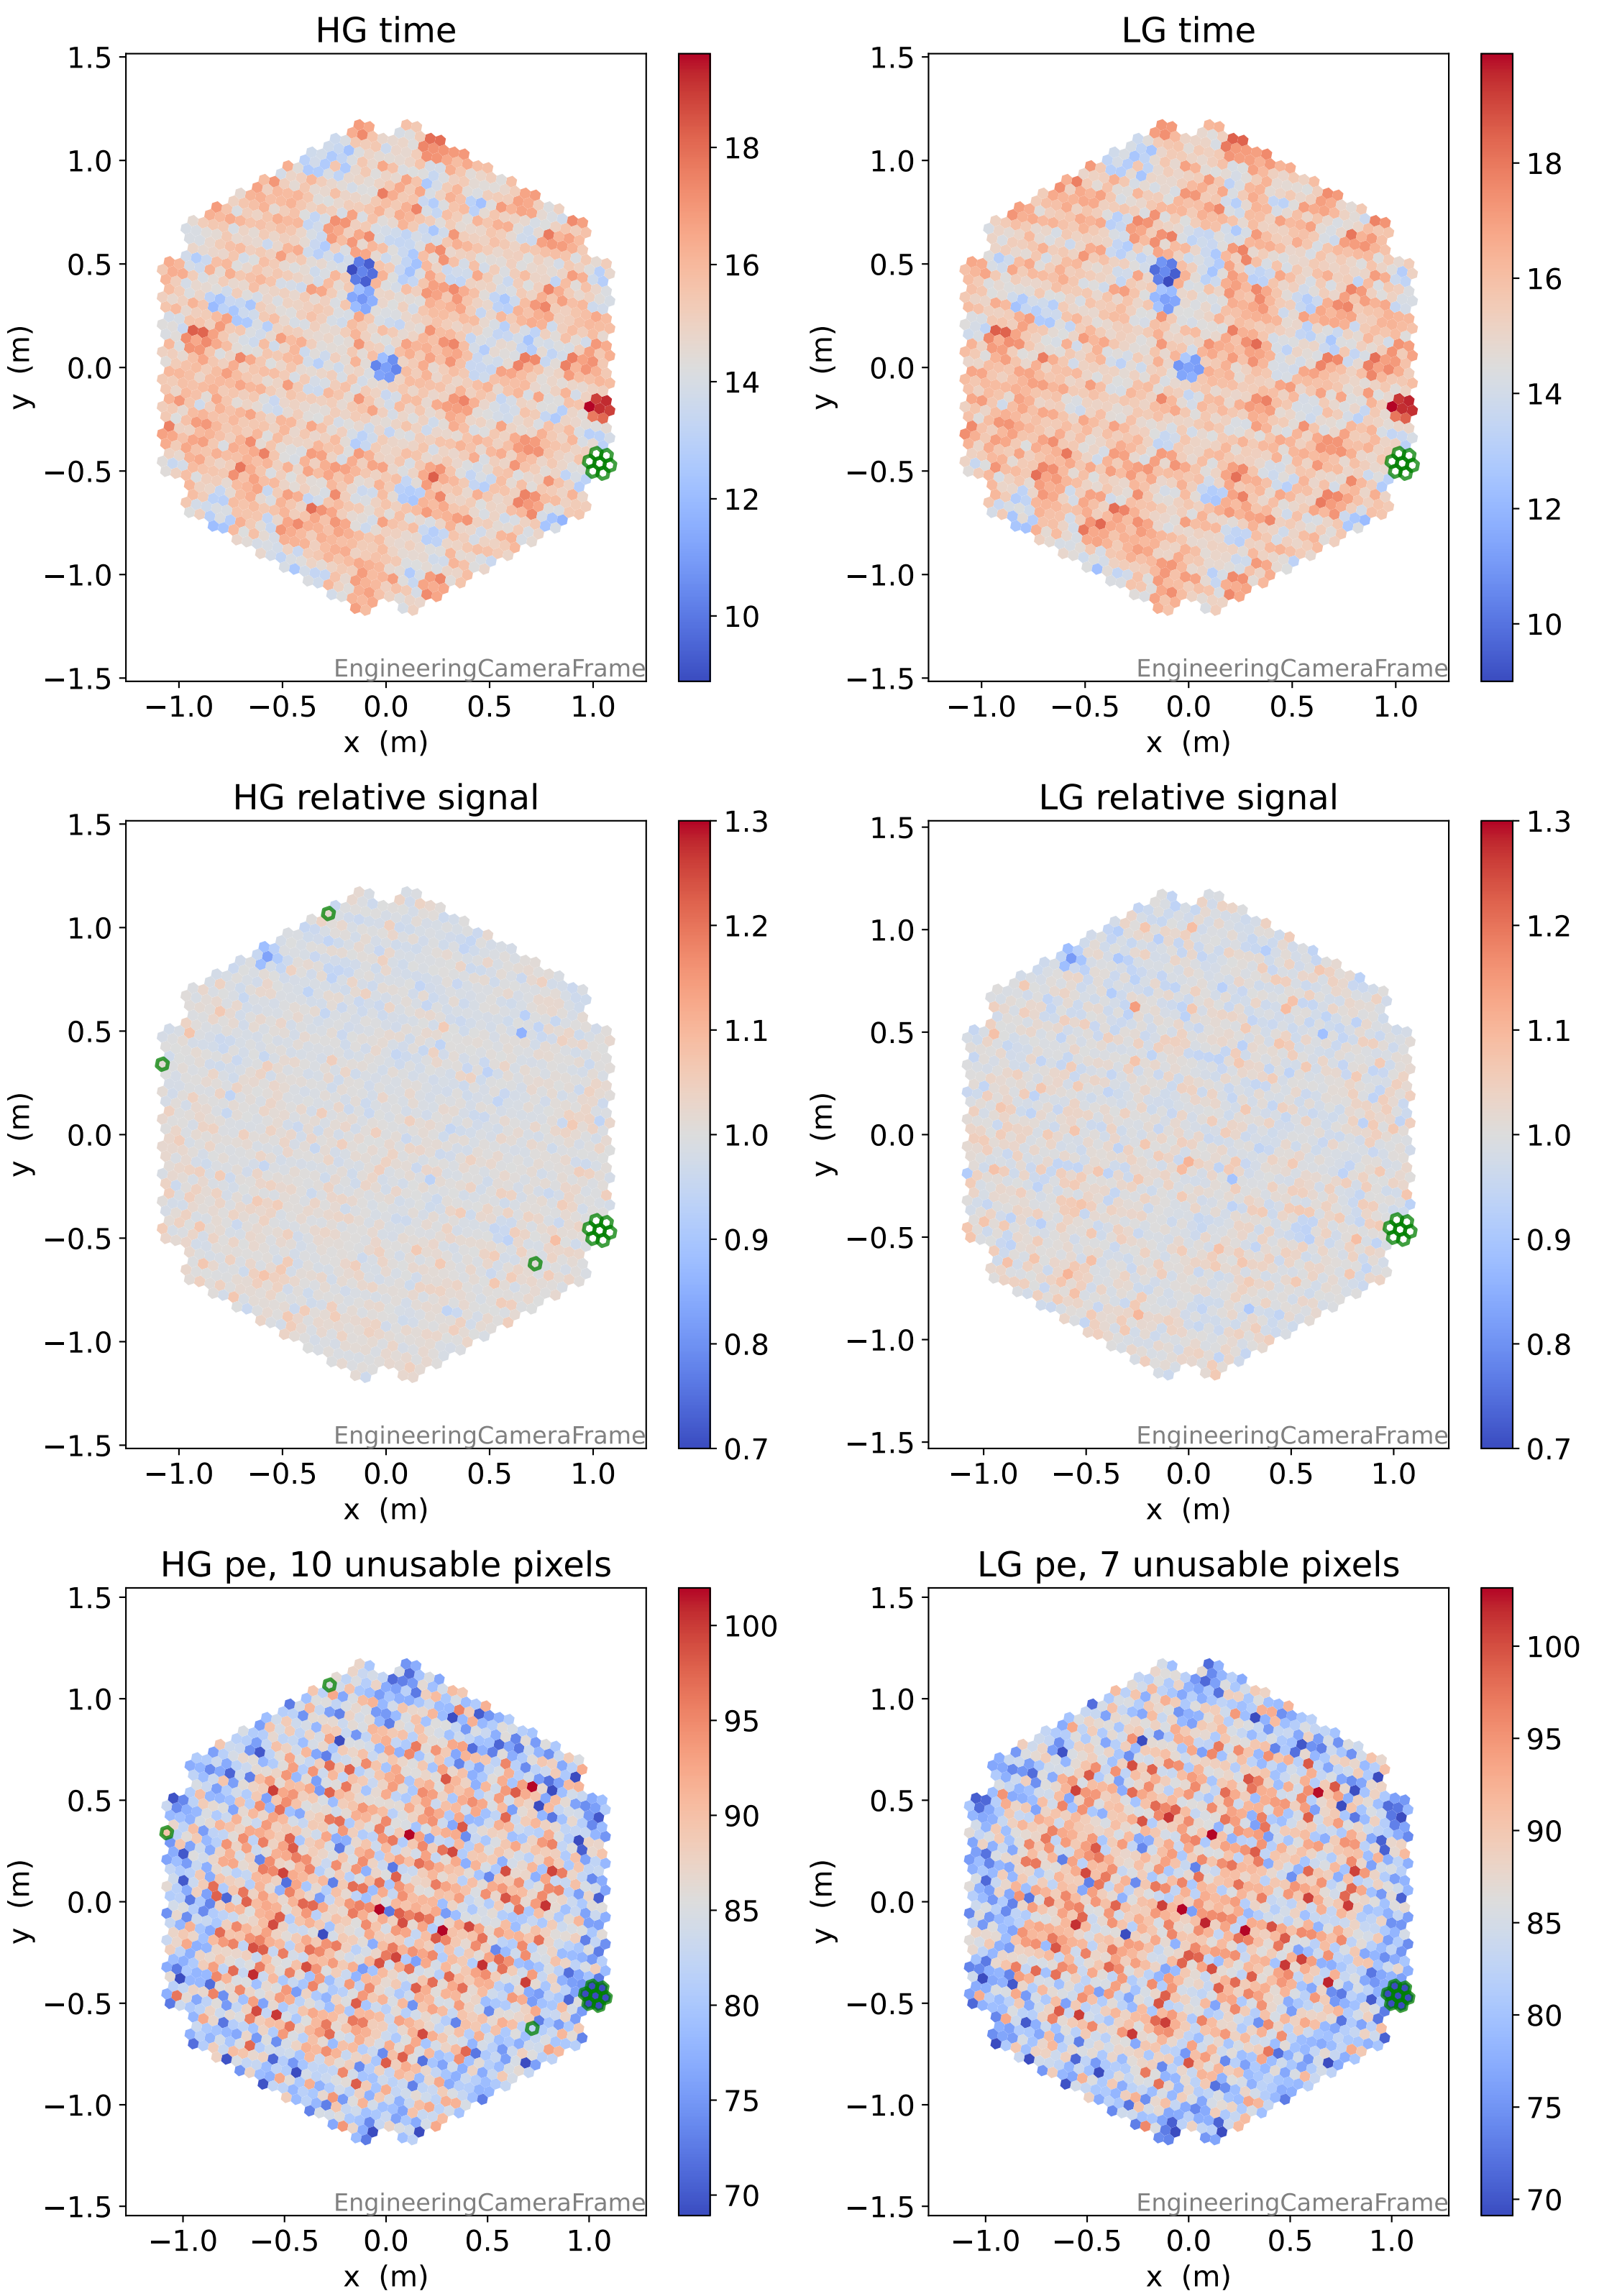 HG time
1.5
1.0
0.5
0.0
−0.5
−1.0
−1.5
y (m)
−1.0 −0.5 0.0 0.5 1.0
x (m)
EngineeringCameraFrame
18
16
14
12
10
LG time
1.5
1.0
0.5
0.0
−0.5
−1.0
−1.5
y (m)
−1.0 −0.5 0.0 0.5 1.0
x (m)
EngineeringCameraFrame
18
16
14
12
10
HG relative signal
1.5
1.0
0.5
0.0
−0.5
−1.0
−1.5
y (m)
−1.0 −0.5 0.0 0.5 1.0
x (m)
EngineeringCameraFrame
1.3
1.2
1.1
1.0
0.9
0.8
0.7
LG relative signal
1.5
1.0
0.5
0.0
−0.5
−1.0
−1.5
y (m)
−1.0 −0.5 0.0 0.5 1.0
x (m)
EngineeringCameraFrame
1.3
1.2
1.1
1.0
0.9
0.8
0.7
HG pe, 10 unusable pixels
1.5
1.0
0.5
0.0
−0.5
−1.0
−1.5
y (m)
−1.0 −0.5 0.0 0.5 1.0
x (m)
EngineeringCameraFrame
100
95
90
85
80
75
70
LG pe, 7 unusable pixels
1.5
1.0
0.5
0.0
−0.5
−1.0
−1.5
y (m)
−1.0 −0.5 0.0 0.5 1.0
x (m)
EngineeringCameraFrame
100
95
90
85
80
75
70